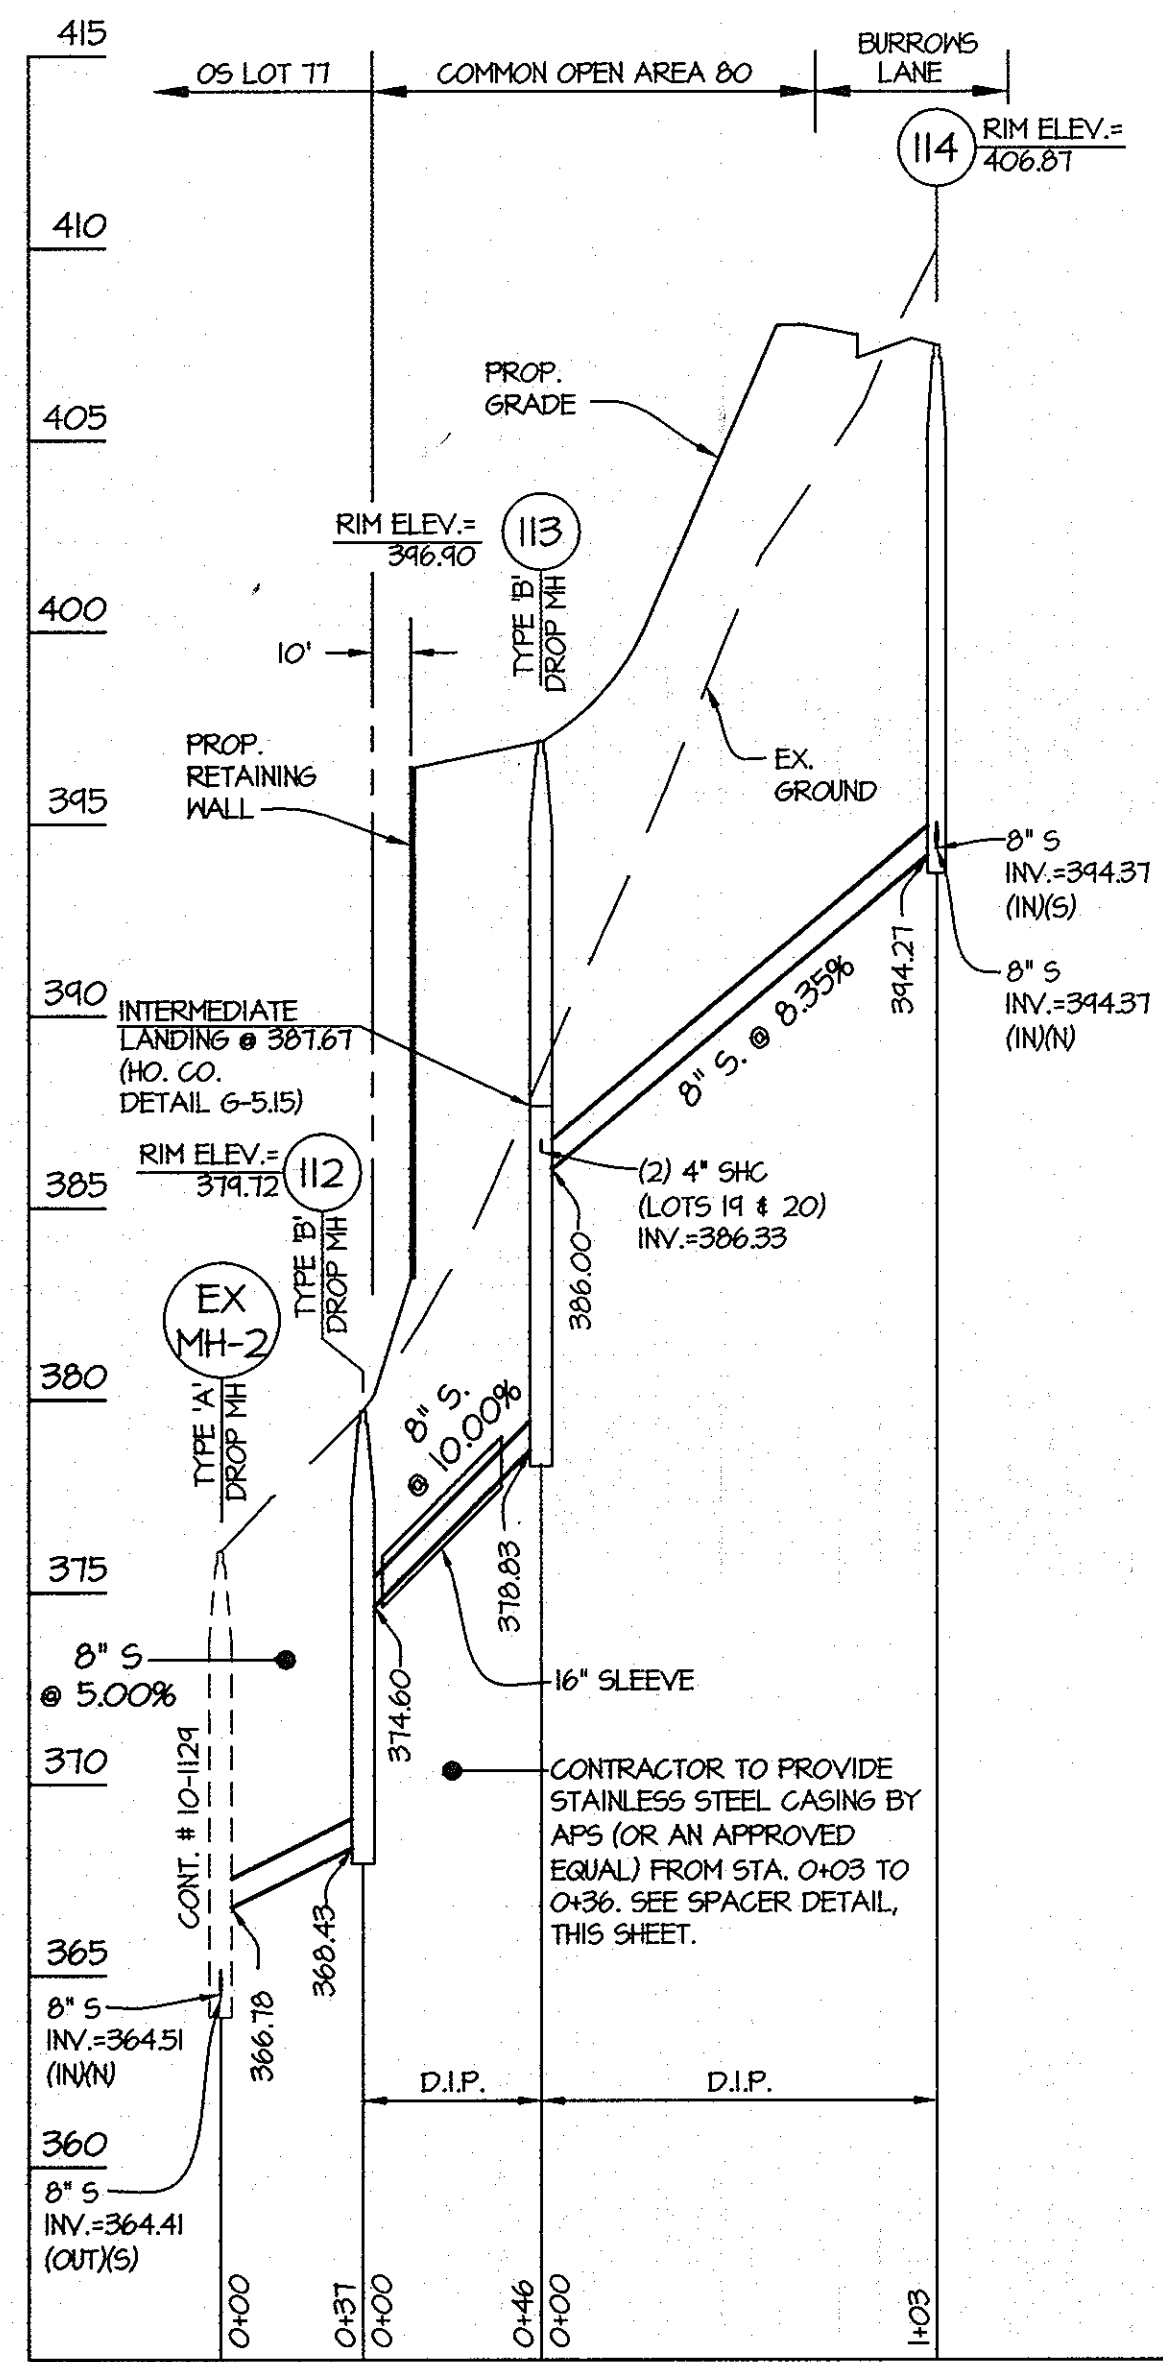 415
OS LOT 77
COMMON OPEN AREA 80
BURROWS
LANE
114
RIM ELEV.=
406.87
410
PROP.
GRADE
405
RIM ELEV.=
396.90
113
TYPE 'B'
DROP MH
400
10'
PROP.
RETAINING
WALL
EX.
GROUND
395
8" S
INV.=394.37
(IN)(S)
394.27
8" S
INV.=394.37
(IN)(N)
390
INTERMEDIATE
LANDING @ 387.67
(HO. CO.
DETAIL G-5.15)
8" S. @ 8.35%
RIM ELEV.=
379.72
112
TYPE 'B'
DROP MH
385
(2) 4" SHC
(LOTS 19 & 20)
INV.=386.33
386.00
EX
MH-2
TYPE 'A'
DROP MH
380
8" S.
@ 10.00%
378.83
375
8" S
@ 5.00%
374.60
16" SLEEVE
370
CONT. # 10-1129
CONTRACTOR TO PROVIDE
STAINLESS STEEL CASING BY
APS (OR AN APPROVED
EQUAL) FROM STA. 0+03 TO
0+36. SEE SPACER DETAIL,
THIS SHEET.
368.43
366.78
365
8" S
INV.=364.51
(IN)(N)
D.I.P.
D.I.P.
360
8" S
INV.=364.41
(OUT)(S)
0+00
0+37
0+00
0+46
0+00
1+03